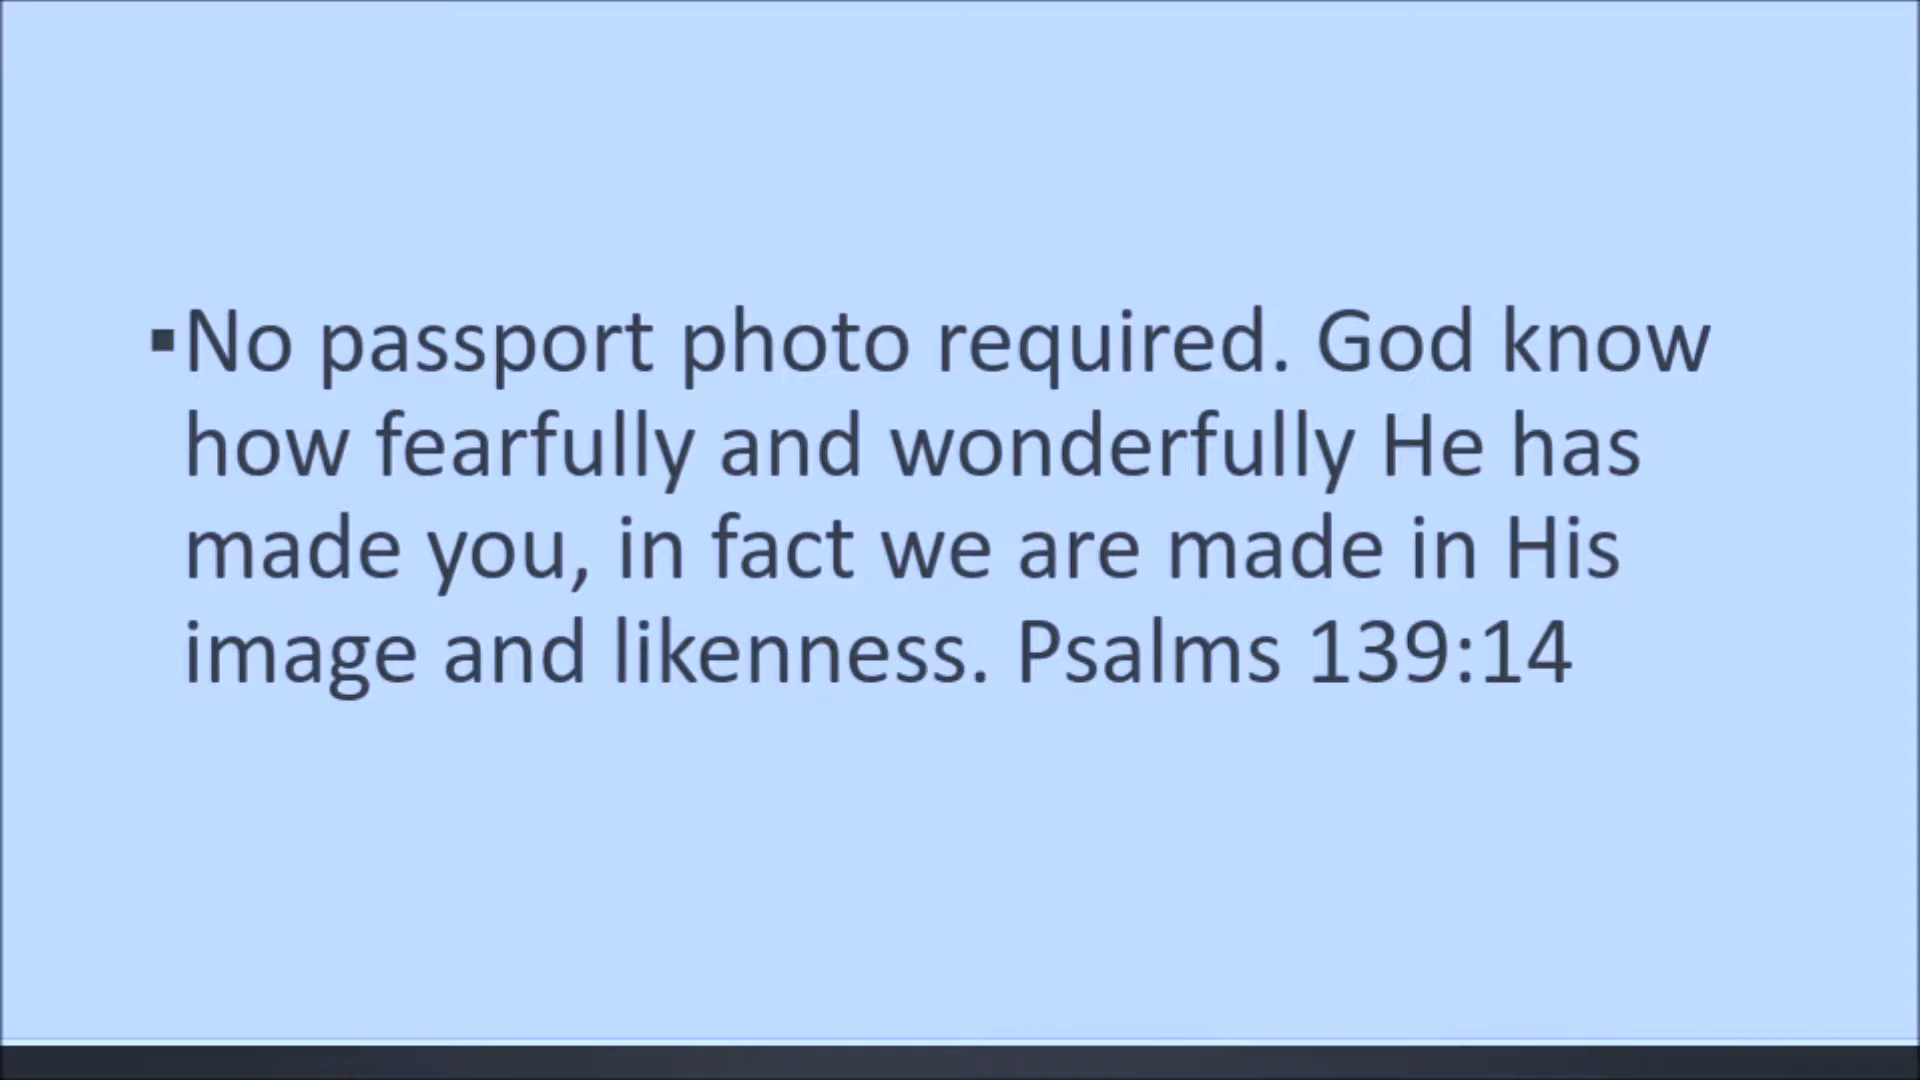 ▪No passport photo required. God know
how fearfully and wonderfully He has
made you, in fact we are made in His
image and likenness. Psalms 139:14